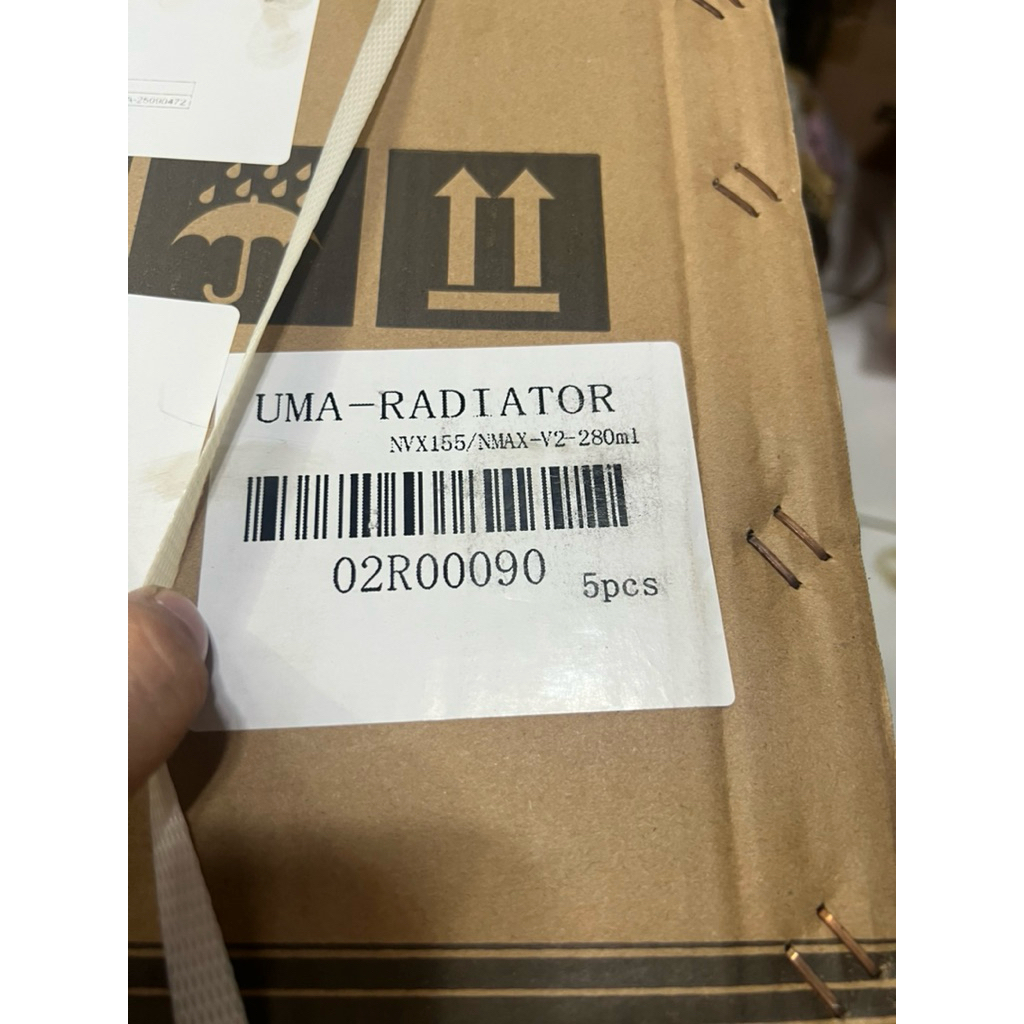 UMA-RADIATOR
NVX155/NMAX-V2-280ml
02R00090
5pcs